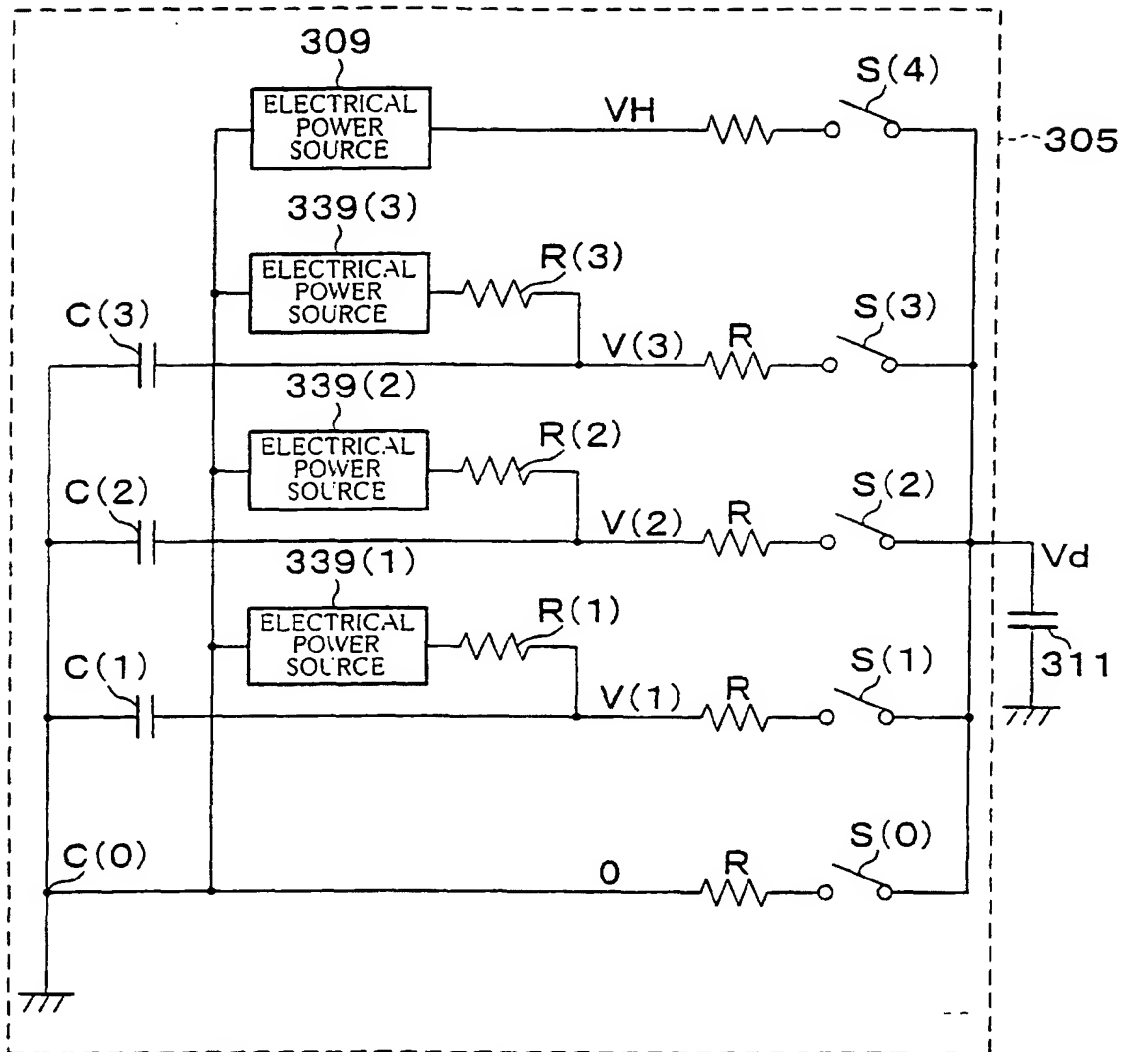 309
ELECTRICAL
POWER
SOURCE
VH
S(4)
305
339(3)
ELECTRICAL
POWER
SOURCE
R(3)
C(3)
V(3)
R
S(3)
339(2)
ELECTRICAL
POWER
SOURCE
R(2)
C(2)
V(2)
R
S(2)
Vd
339(1)
ELECTRICAL
POWER
SOURCE
R(1)
311
C(1)
V(1)
R
S(1)
C(0)
0
R
S(0)